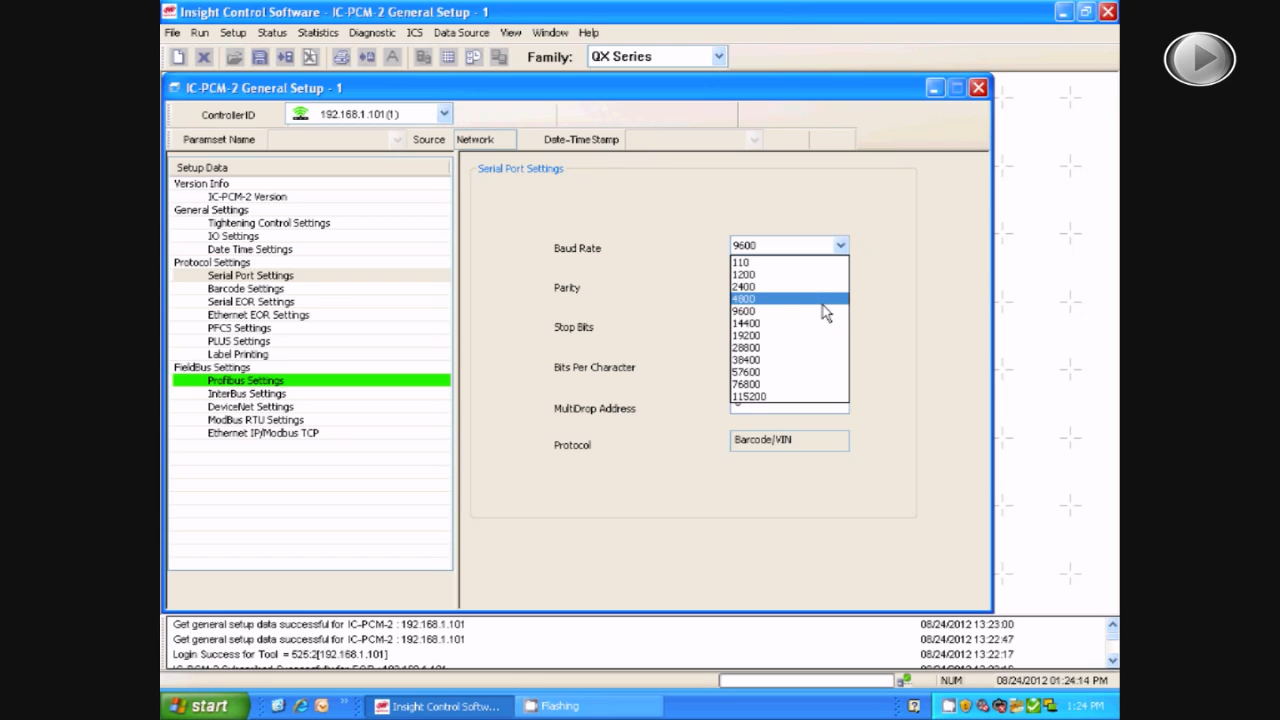 Insight Control Software - IC-PCM-2 General Setup - 1
File Run Setup Status Statistics Diagnostic ICS Data Source View Window Help
Family: QX Series
IC-PCM-2 General Setup - 1
ControllerID 192.168.1.101(1)
Paramset Name Source Network Date-Time Stamp
Setup Data
Version Info
IC-PCM-2 Version
General Settings
Tightening Control Settings
IO Settings
Date Time Settings
Protocol Settings
Serial Port Settings
Barcode Settings
Serial EOR Settings
Ethernet EOR Settings
PFCS Settings
PLUS Settings
Label Printing
FieldBus Settings
Profibus Settings
InterBus Settings
DeviceNet Settings
ModBus RTU Settings
Ethernet IP/Modbus TCP
Serial Port Settings
Baud Rate 9600
110
1200
2400
4800
9600
14400
19200
28800
38400
57600
76800
115200
Parity
Stop Bits
Bits Per Character
MultiDrop Address
Protocol Barcode/VIN
Get general setup data successful for IC-PCM-2 : 192.168.1.101 08/24/2012 13:23:00
Get general setup data successful for IC-PCM-2 : 192.168.1.101 08/24/2012 13:22:47
Login Success for Tool = 525:2[192.168.1.101] 08/24/2012 13:22:17
NUM 08/24/2012 01:24:14 PM
start Insight Control Softw... Flashing 1:24 PM